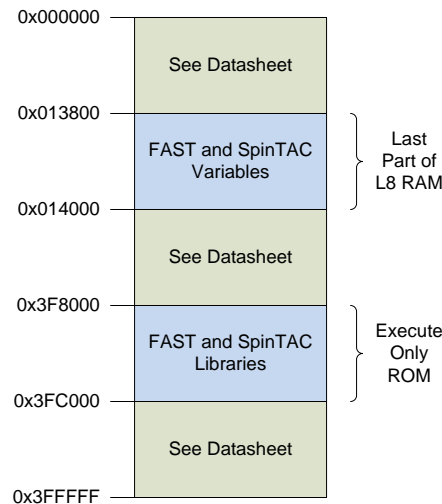 0x000000
See Datasheet
0x013800
FAST and SpinTAC
Variables
Last
Part of
L8 RAM
0x014000
See Datasheet
0x3F8000
FAST and SpinTAC
Libraries
Execute
Only
ROM
0x3FC000
See Datasheet
0x3FFFFF